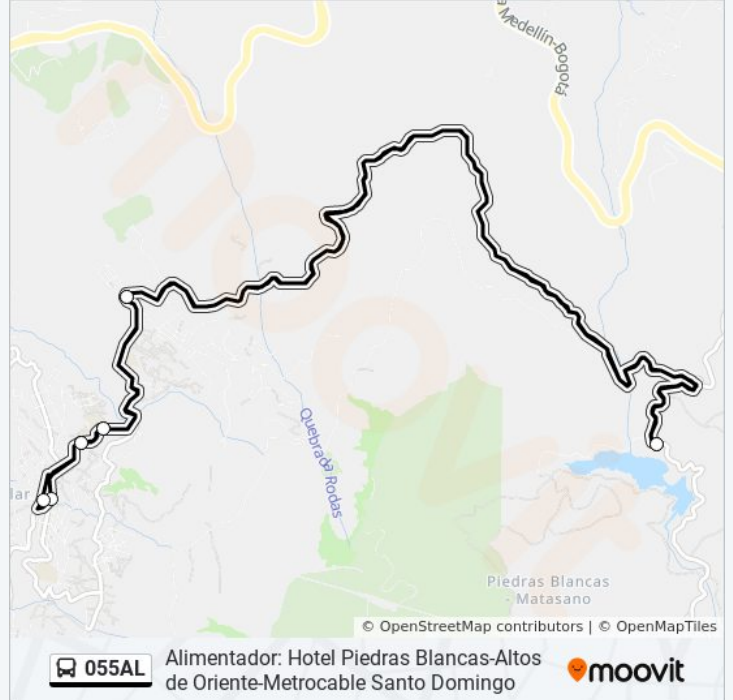 a Medellín-Bogotá
Quebrada Rodas
lar
Piedras Blancas
- Matasano
© OpenStreetMap contributors | © OpenMapTiles
055AL
Alimentador: Hotel Piedras Blancas-Altos
de Oriente-Metrocable Santo Domingo
moovit